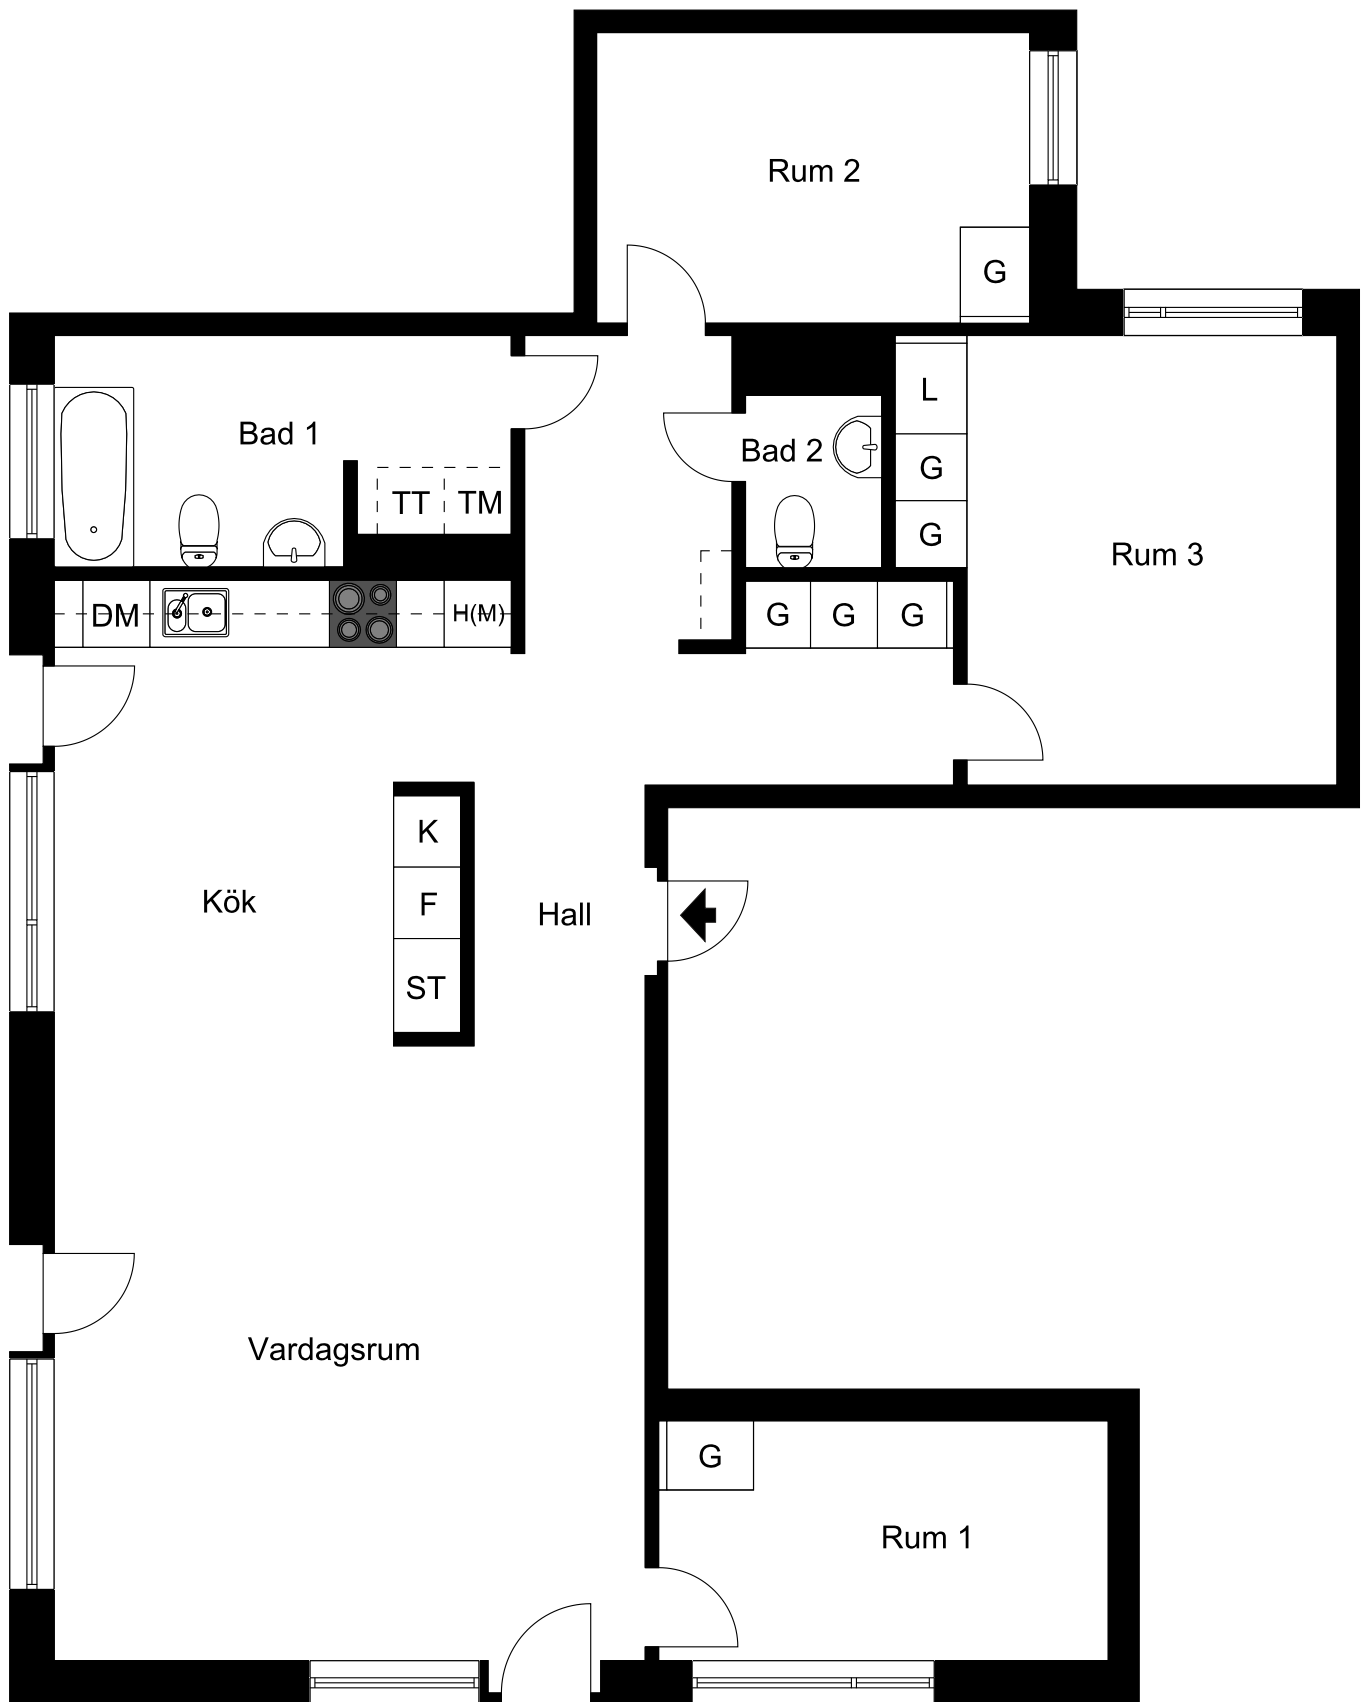 Rum 2
G
L
Bad 1
Bad 2
G
TT TM
G
Rum 3
DM
H(M)
G G G
K
Kök
F
Hall
ST
Vardagsrum
G
Rum 1